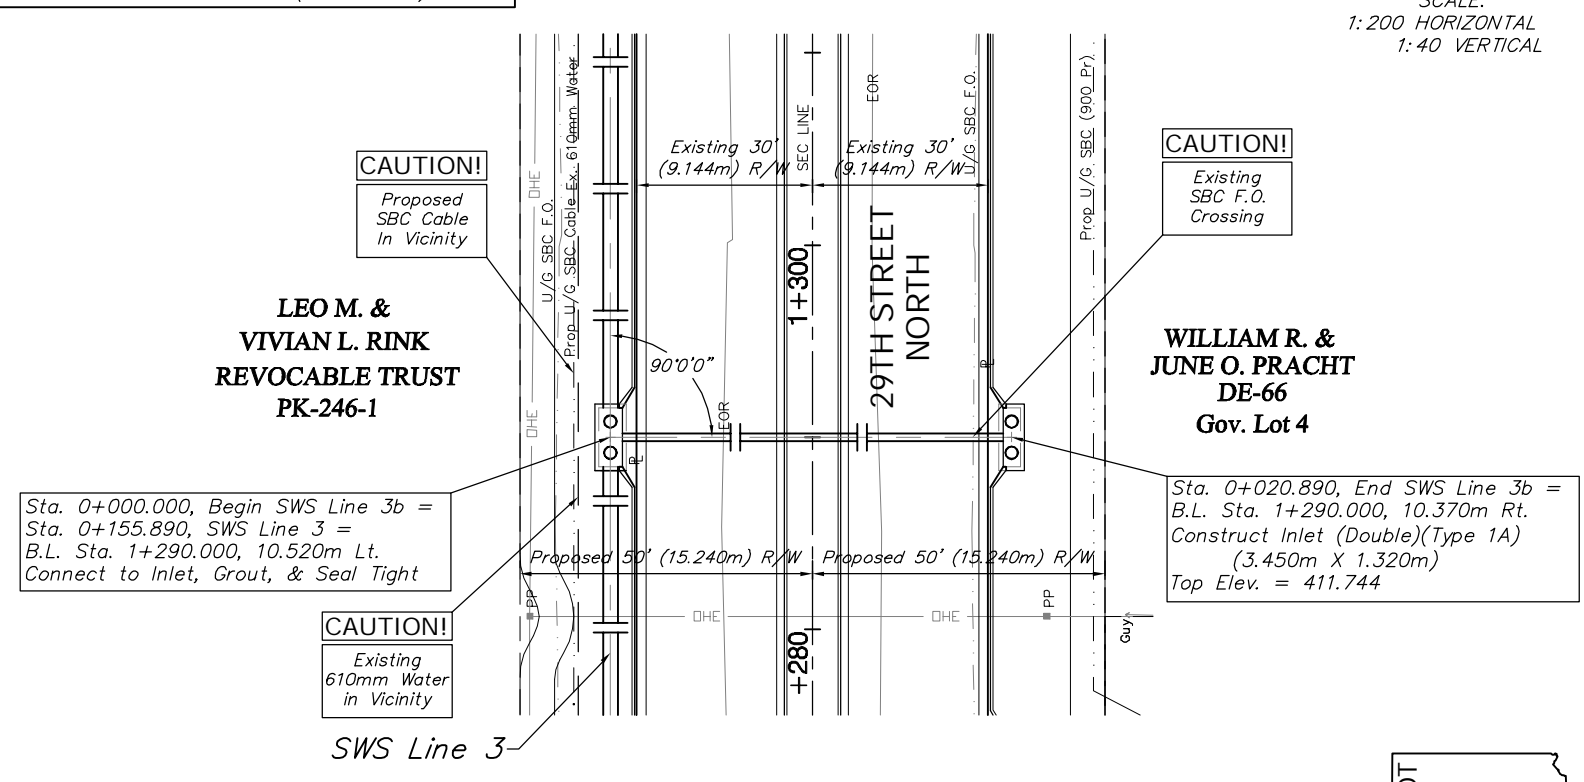 SCALE:
1:200 HORIZONTAL
1:40 VERTICAL
CAUTION!
Proposed
SBC Cable
In Vicinity
LEO M. &
VIVIAN L. RINK
REVOCABLE TRUST
PK-246-1
Sta. 0+000.000, Begin SWS Line 3b =
Sta. 0+155.890, SWS Line 3 =
B.L. Sta. 1+290.000, 10.520m Lt.
Connect to Inlet, Grout, & Seal Tight
CAUTION!
Existing
610mm Water
in Vicinity
SWS Line 3
OHE
OHE
U/G SBC F.O.
Prop U/G SBC Cable
Ex. 610mm Water
Existing 30'
(9.144m) R/W
SEC LINE
Existing 30'
(9.144m) R/W
EOR
U/G SBC F.O.
Prop U/G SBC (900 Pr)
1+300
29TH STREET
NORTH
90°0'0"
EOR
PL
PL
Proposed 50' (15.240m) R/W
Proposed 50' (15.240m) R/W
PP
OHE
OHE
PP
Guy
+280
CAUTION!
Existing
SBC F.O.
Crossing
WILLIAM R. &
JUNE O. PRACHT
DE-66
Gov. Lot 4
Sta. 0+020.890, End SWS Line 3b =
B.L. Sta. 1+290.000, 10.370m Rt.
Construct Inlet (Double)(Type 1A)
(3.450m X 1.320m)
Top Elev. = 411.744